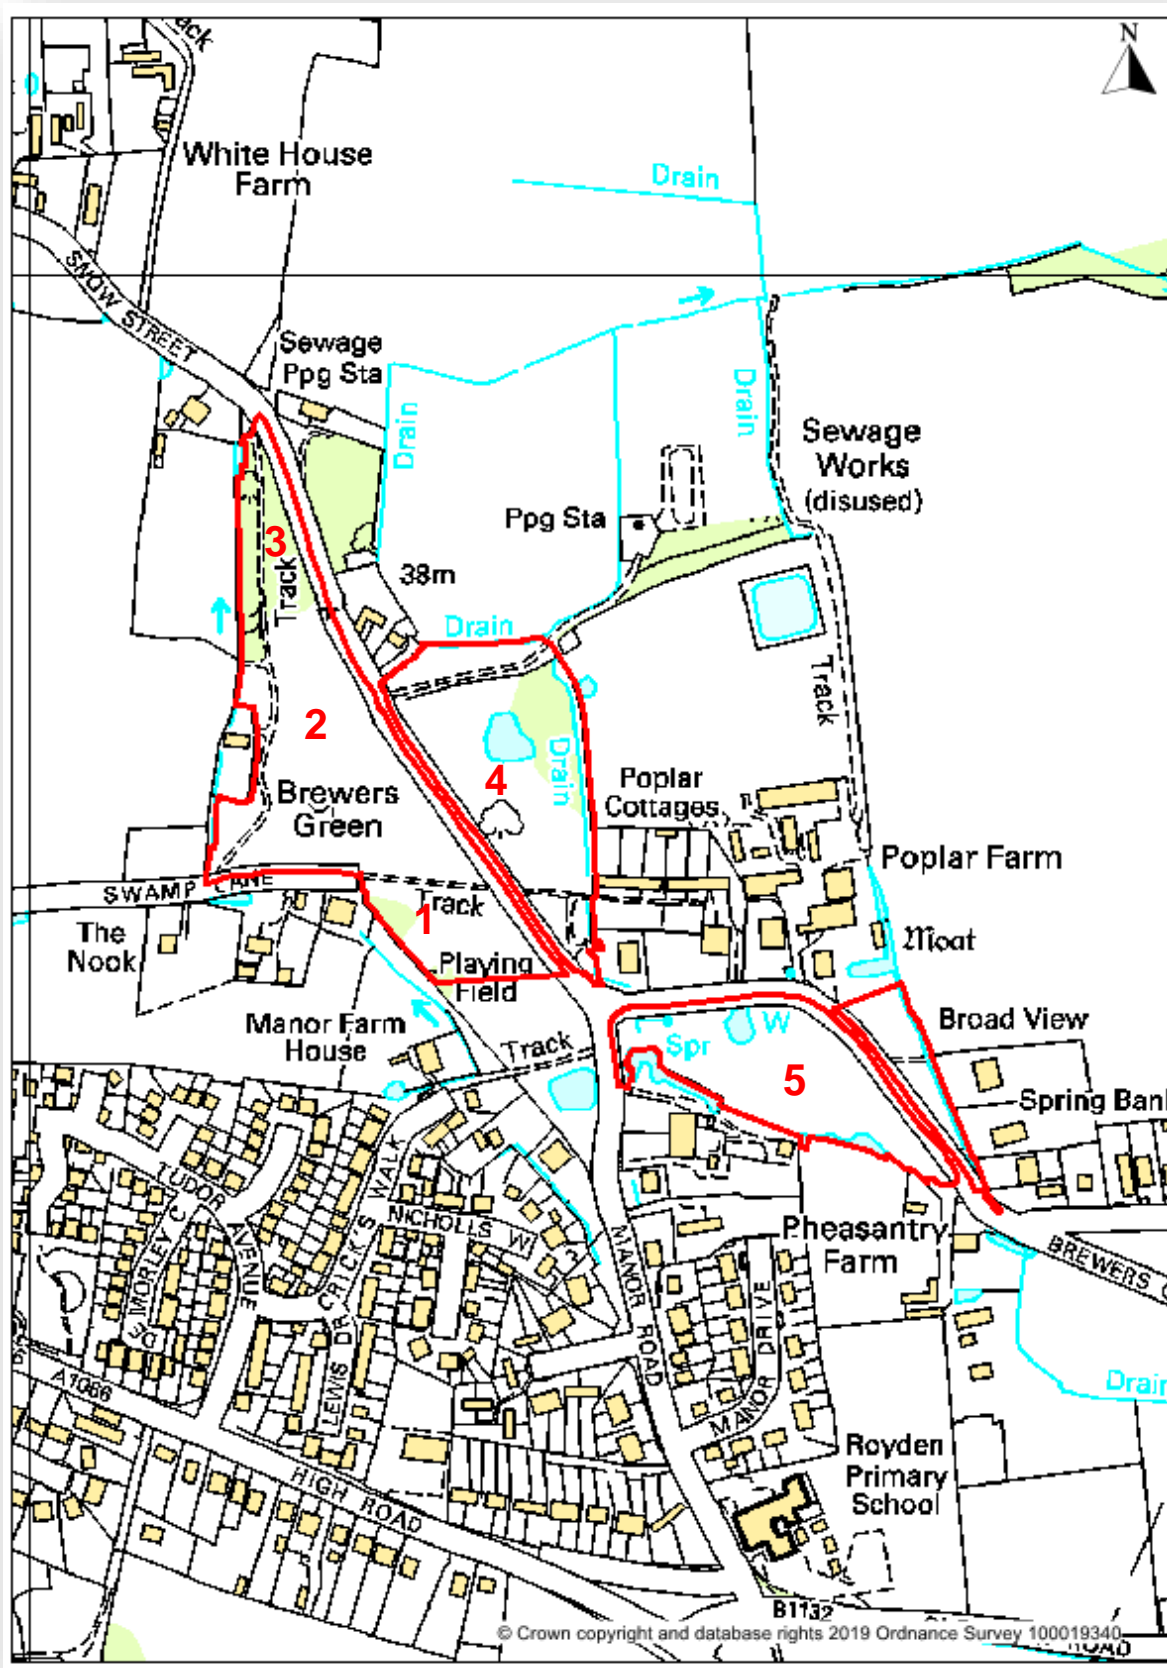 N
ack
White House
Farm
Drain
SNOW STREET
Sewage
Ppg Sta
Drain
Drain
Sewage
Works
(disused)
Ppg Sta
3
Track
38m
Drain
Track
2
4
Drain
Brewers
Green
Poplar
Cottages
Poplar Farm
SWAMP LANE
1
Track
The
Nook
Moat
Playing
Field
Manor Farm
House
Track
W
Spr
5
Broad View
Spring Bank
TUDOR AVENUE
DE MORLEY C
LEWIS DR
CRICK'S WALK
NICHOLLS W
MANOR ROAD
MANOR DRIVE
Pheasantry
Farm
BREWERS G
Drain
A1066
HIGH ROAD
Royden
Primary
School
B1132
© Crown copyright and database rights 2019 Ordnance Survey 100019340
ROAD